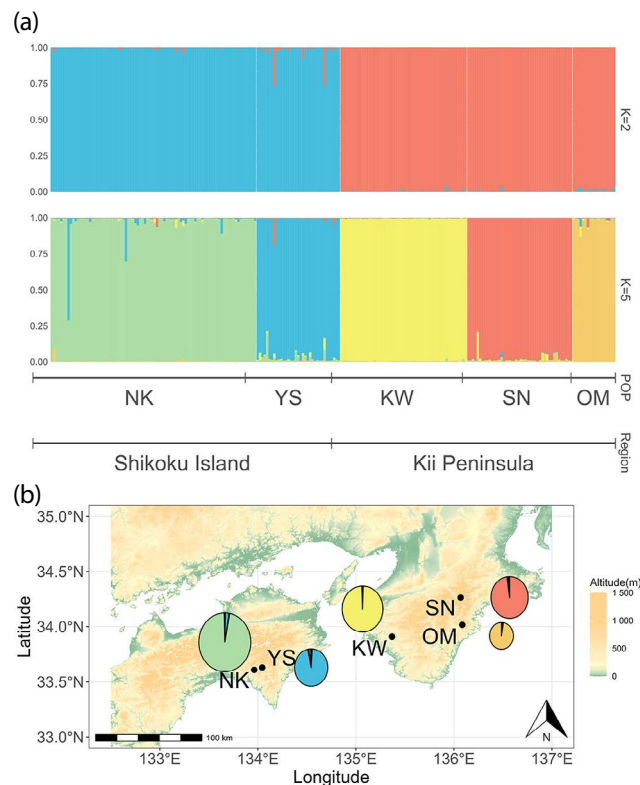 (a)
1.00
0.75
0.50
0.25
0.00
K=2
1.00
0.75
0.50
0.25
0.00
K=5
NK YS KW SN OM
POP
Shikoku Island Kii Peninsula
Region
(b)
35.0°N
34.5°N
34.0°N
33.5°N
33.0°N
Latitude
SN
OM
KW
YS
NK
Altitude(m)
1 500
1 000
500
0
100 km
N
133°E 134°E 135°E 136°E 137°E
Longitude